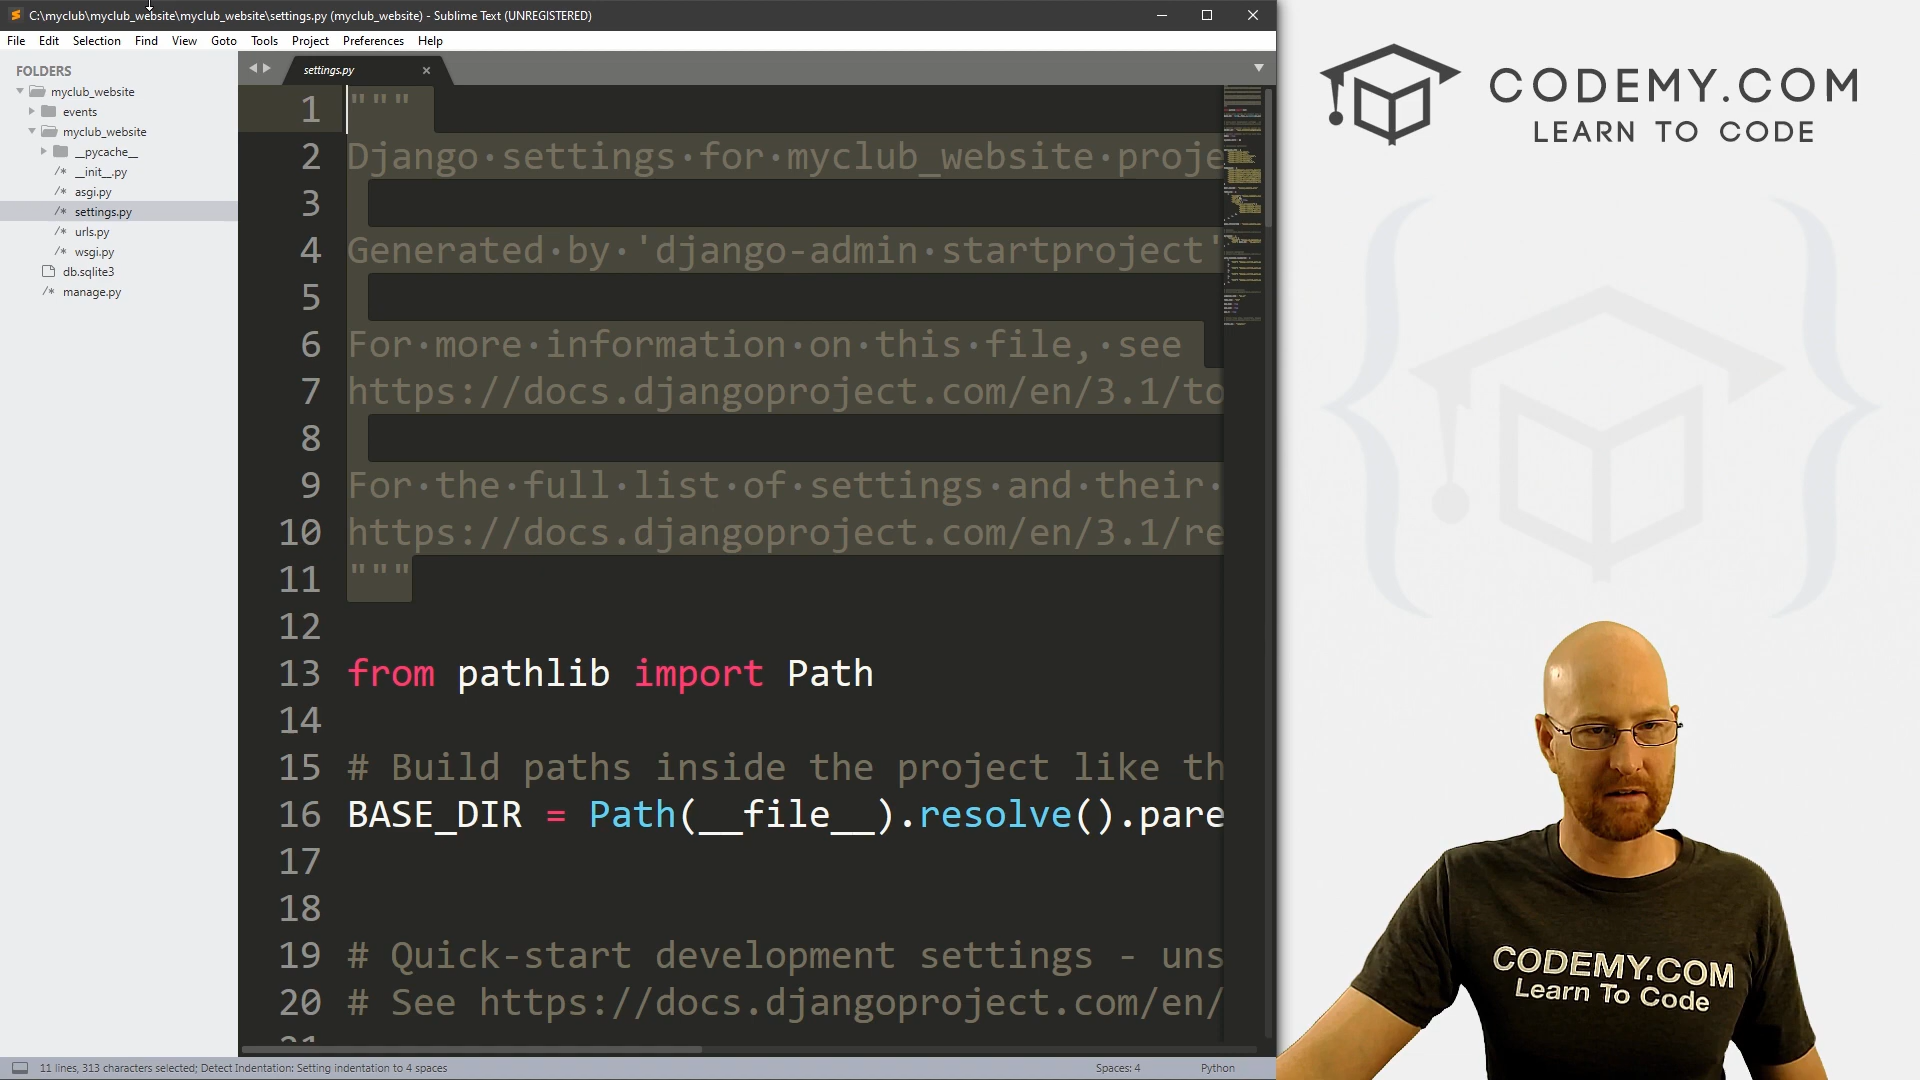 C:\myclub\myclub_website\myclub_website\settings.py (myclub_website) - Sublime Text (UNREGISTERED)
File Edit Selection Find View Goto Tools Project Preferences Help
FOLDERS
myclub_website
events
myclub_website
__pycache__
/* __init__.py
/* asgi.py
/* settings.py
/* urls.py
/* wsgi.py
db.sqlite3
/* manage.py
settings.py
1 """
2 Django settings for myclub_website proje
3
4 Generated by 'django-admin startproject'
5
6 For more information on this file, see
7 https://docs.djangoproject.com/en/3.1/to
8
9 For the full list of settings and their
10 https://docs.djangoproject.com/en/3.1/re
11 """
12
13 from pathlib import Path
14
15 # Build paths inside the project like th
16 BASE_DIR = Path(__file__).resolve().pare
17
18
19 # Quick-start development settings - uns
20 # See https://docs.djangoproject.com/en/
11 lines, 313 characters selected; Detect Indentation: Setting indentation to 4 spaces
Spaces: 4
Python
CODEMY.COM
LEARN TO CODE
CODEMY.COM
Learn To Code